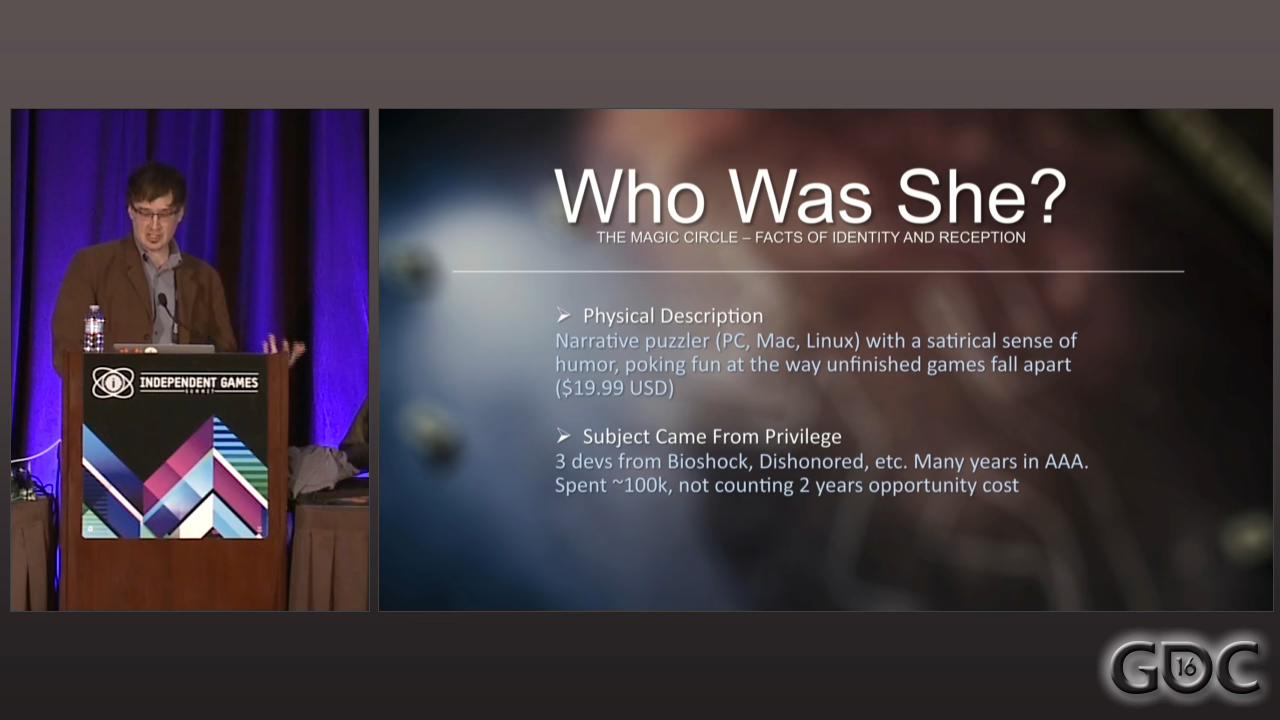 Who Was She?
THE MAGIC CIRCLE – FACTS OF IDENTITY AND RECEPTION
➢ Physical Description
Narrative puzzler (PC, Mac, Linux) with a satirical sense of
humor, poking fun at the way unfinished games fall apart
($19.99 USD)
➢ Subject Came From Privilege
3 devs from Bioshock, Dishonored, etc. Many years in AAA.
Spent ~100k, not counting 2 years opportunity cost
INDEPENDENT GAMES
SUMMIT
GDC
16